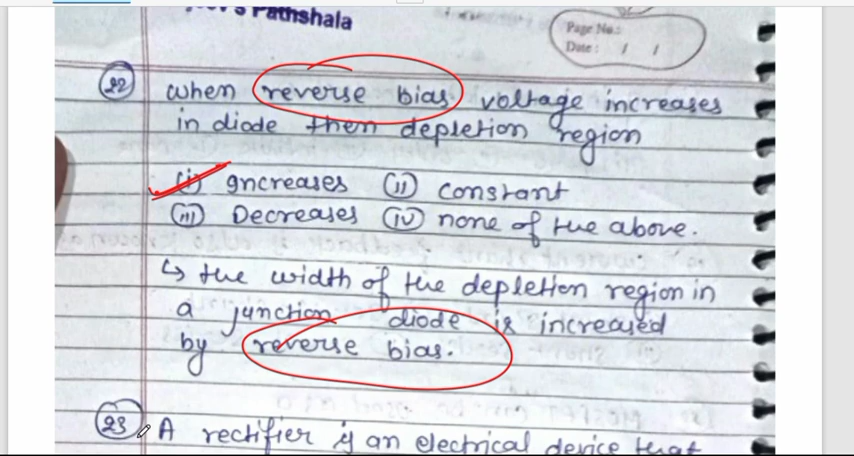 's Pathshala
Page No.:
Date: / /
22 when reverse bias voltage increases
in diode then depletion region
(i) Increases (ii) constant
(iii) Decreases (iv) none of the above.
↳ the width of the depletion region in
a junction diode is increased
by reverse bias.
23 A rectifier is an electrical device that